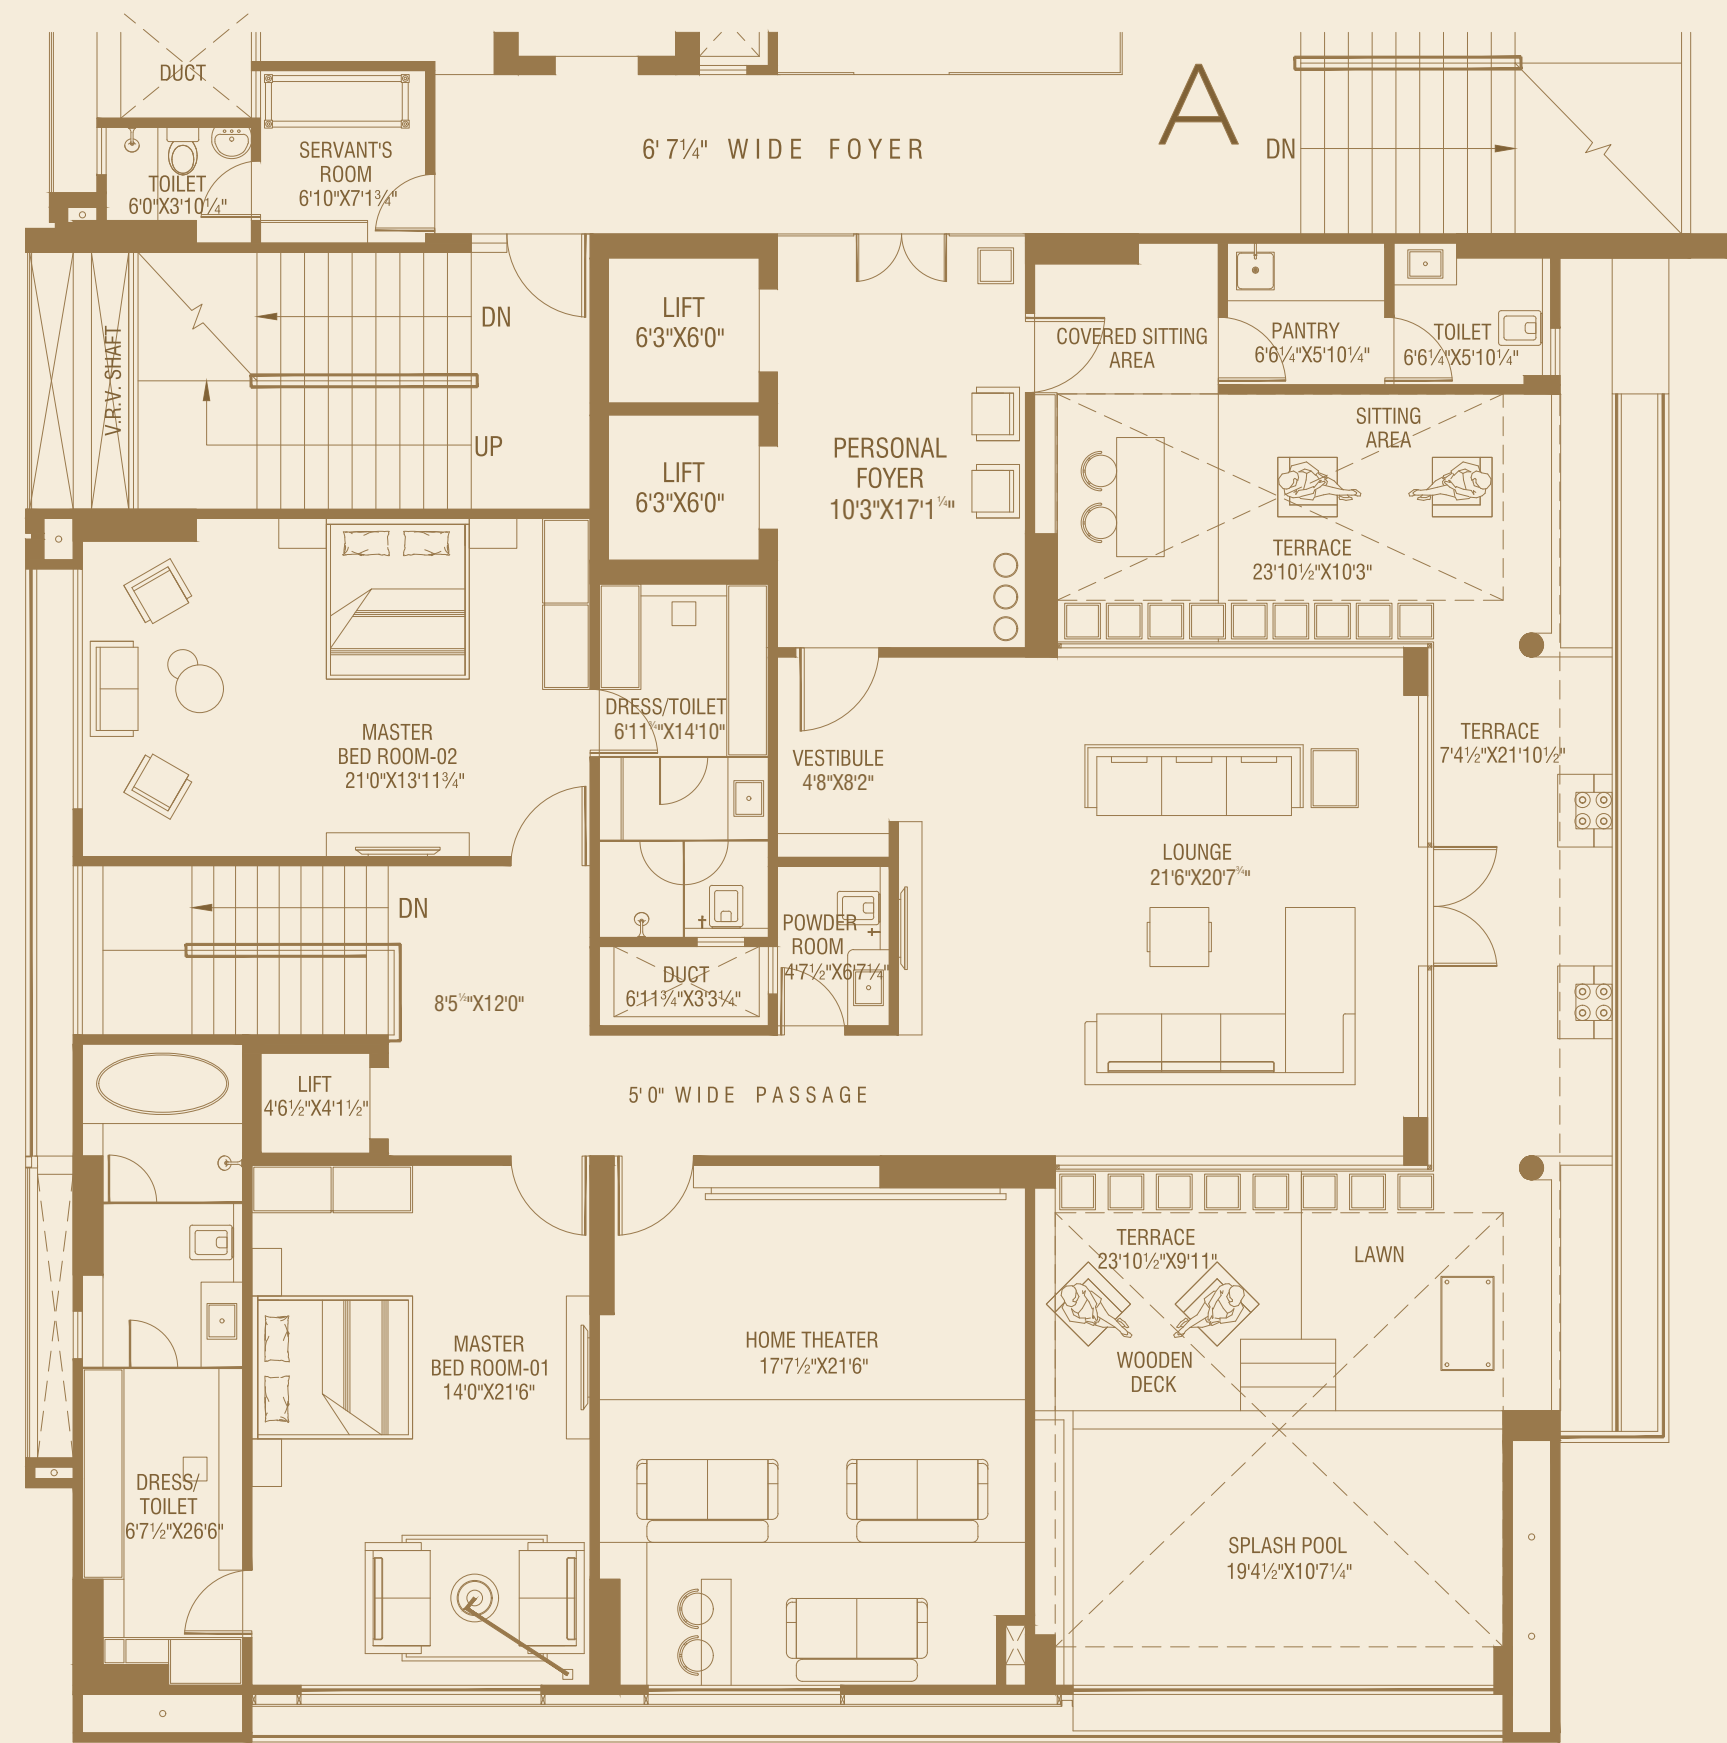 DUCT
A
SERVANT'S
ROOM
6'10"X7'1¾"
6' 7¼" WIDE FOYER
DN
TOILET
6'0"X3'10¼"
LIFT
6'3"X6'0"
DN
V.R.V. SHAFT
UP
COVERED SITTING
AREA
PANTRY
6'6¼"X5'10¼"
TOILET
6'6¼"X5'10¼"
SITTING
AREA
LIFT
6'3"X6'0"
PERSONAL
FOYER
10'3"X17'1¼"
TERRACE
23'10½"X10'3"
MASTER
BED ROOM-02
21'0"X13'11¾"
DRESS/TOILET
6'11¾"X14'10"
VESTIBULE
4'8"X8'2"
TERRACE
7'4½"X21'10½"
LOUNGE
21'6"X20'7¾"
DN
POWDER
ROOM
4'7½"X6'7¼"
DUCT
6'11¾"X3'3¼"
8'5½"X12'0"
LIFT
4'6½"X4'1½"
5' 0" WIDE PASSAGE
TERRACE
23'10½"X9'11"
LAWN
MASTER
BED ROOM-01
14'0"X21'6"
HOME THEATER
17'7½"X21'6"
WOODEN
DECK
DRESS/
TOILET
6'7½"X26'6"
SPLASH POOL
19'4½"X10'7¼"